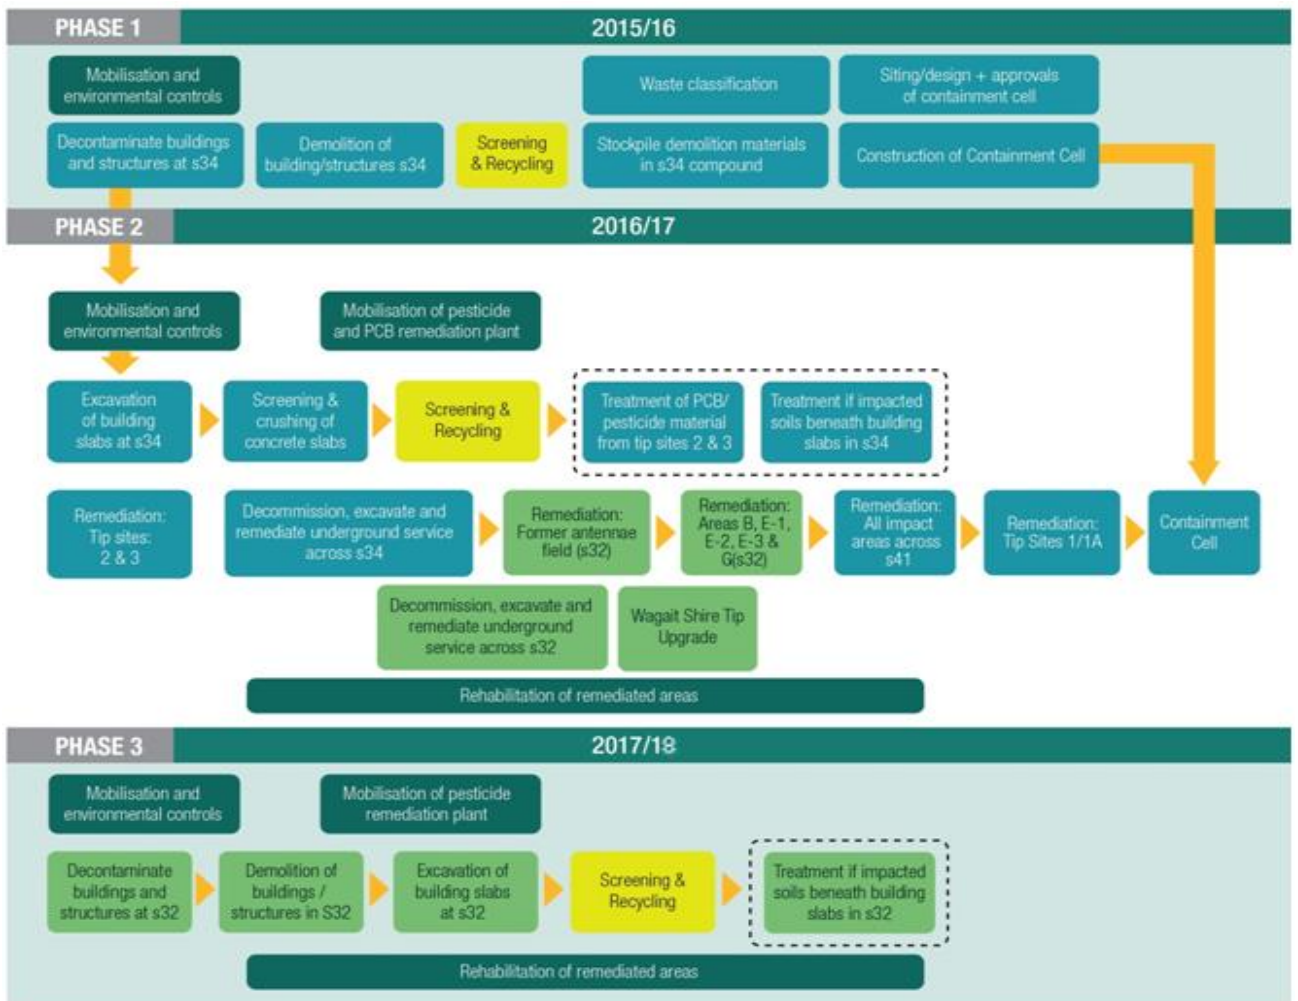 PHASE 1
2015/16
Mobilisation and
environmental controls
Waste classification
Siting/design + approvals
of containment cell
Decontaminate buildings
and structures at s34
Demolition of
building/structures s34
Screening
& Recycling
Stockpile demolition materials
in s34 compound
Construction of Containment Cell
PHASE 2
2016/17
Mobilisation and
environmental controls
Mobilisation of pesticide
and PCB remediation plant
Excavation
of building
slabs at s34
Screening &
crushing of
concrete slabs
Screening &
Recycling
Treatment of PCB/
pesticide material
from tip sites 2 & 3
Treatment if impacted
soils beneath building
slabs in s34
Remediation:
Tip sites:
2 & 3
Decommission, excavate and
remediate underground service
across s34
Remediation:
Former antennae
field (s32)
Remediation:
Areas B, E-1,
E-2, E-3 &
G(s32)
Remediation:
All impact
areas across
s41
Remediation:
Tip Sites 1/1A
Containment
Cell
Decommission, excavate and
remediate underground
service across s32
Wagait Shire Tip
Upgrade
Rehabilitation of remediated areas
PHASE 3
2017/18
Mobilisation and
environmental controls
Mobilisation of pesticide
remediation plant
Decontaminate
buildings and
structures at s32
Demolition of
buildings /
structures in S32
Excavation of
building slabs
at s32
Screening &
Recycling
Treatment if impacted
soils beneath building
slabs in s32
Rehabilitation of remediated areas